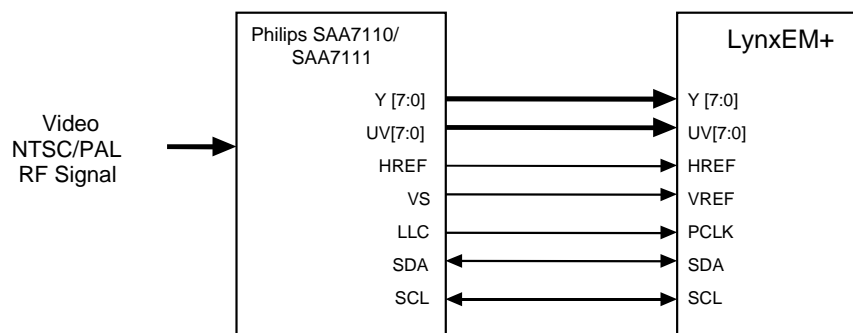 Philips SAA7110/
SAA7111
LynxEM+
Video
NTSC/PAL
RF Signal
Y [7:0]
UV[7:0]
HREF
VS
LLC
SDA
SCL
Y [7:0]
UV[7:0]
HREF
VREF
PCLK
SDA
SCL